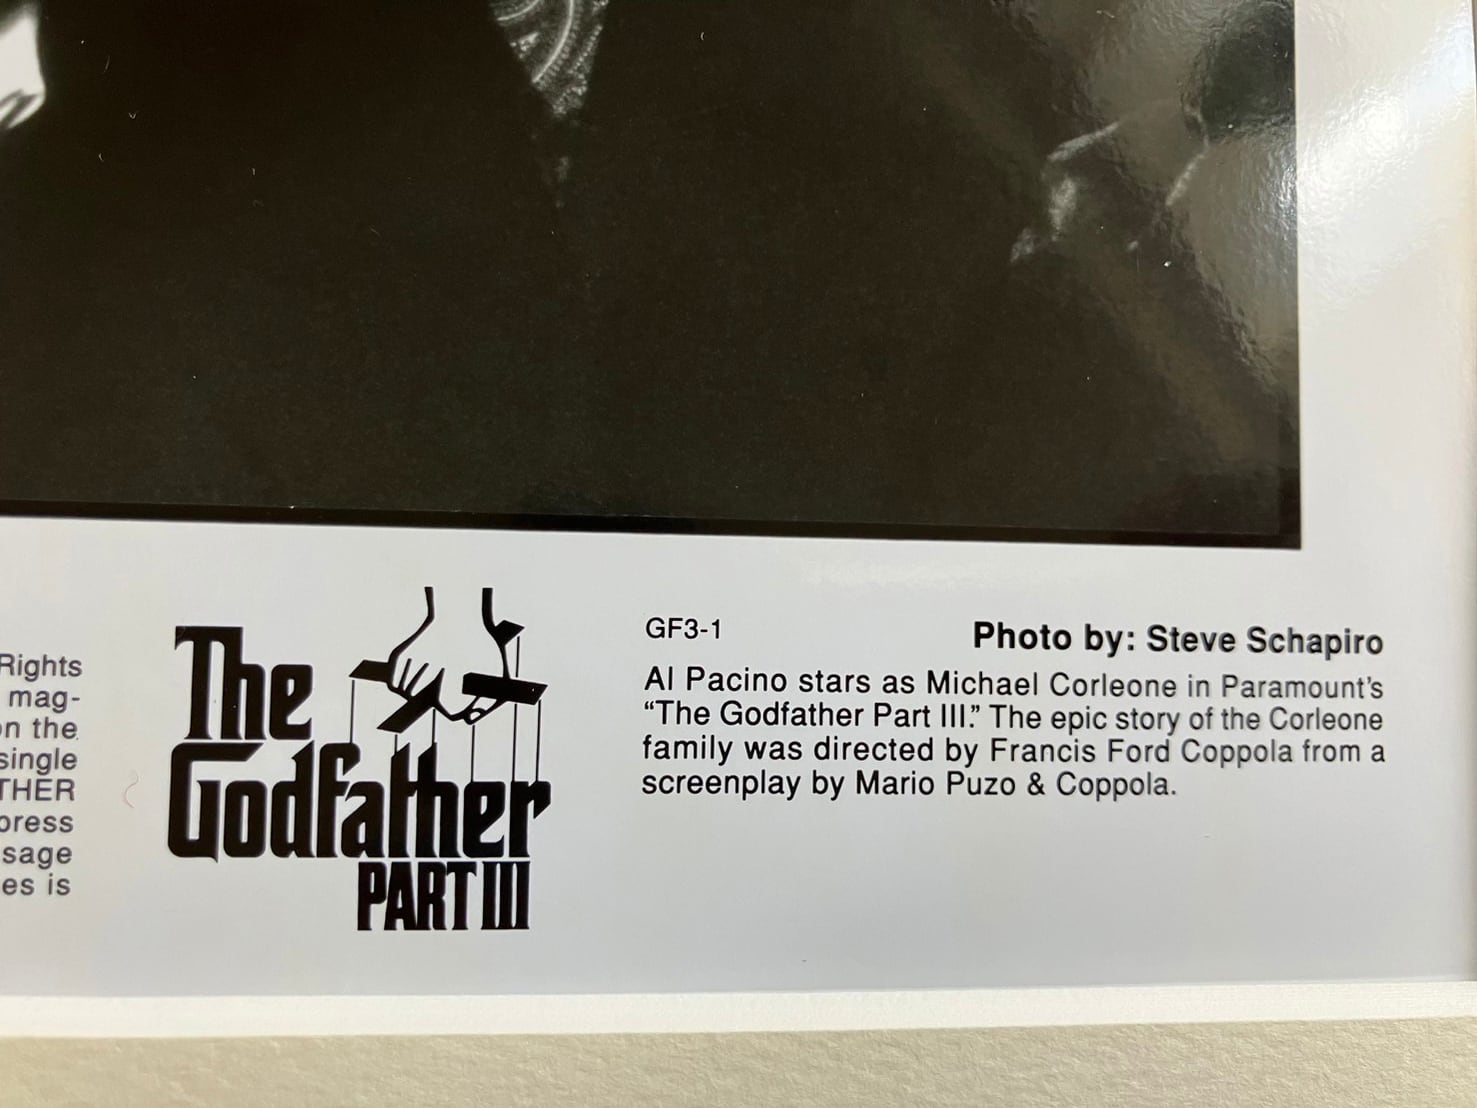 Rights
mag-
on the
single
THER
press
sage
es is
The
Godfather
PART III
GF3-1
Photo by: Steve Schapiro
Al Pacino stars as Michael Corleone in Paramount's
“The Godfather Part III.” The epic story of the Corleone
family was directed by Francis Ford Coppola from a
screenplay by Mario Puzo & Coppola.